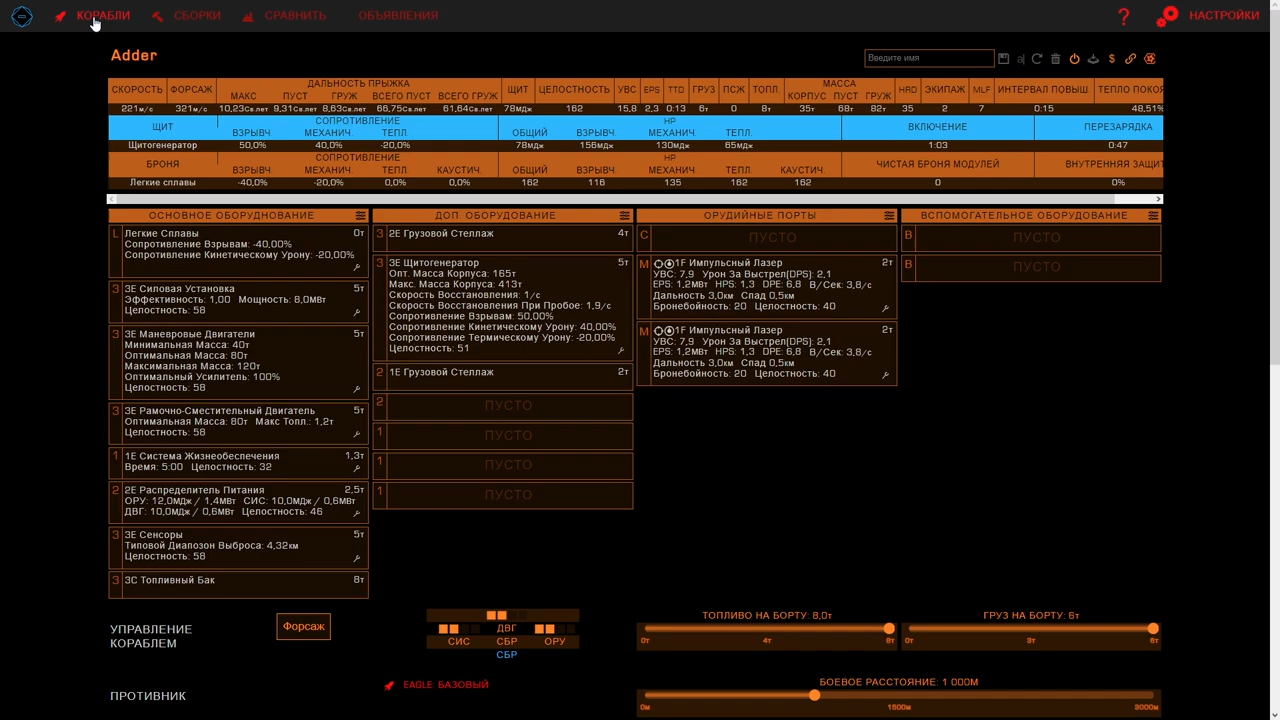 КОРАБЛИ СБОРКИ СРАВНИТЬ ОБЪЯВЛЕНИЯ ? НАСТРОЙКИ
Adder
Введите имя
СКОРОСТЬ ФОРСАЖ ДАЛЬНОСТЬ ПРЫЖКА ЩИТ ЦЕЛОСТНОСТЬ УВС EPS TTD ГРУЗ ПСЖ ТОПЛ. МАССА HRD ЭКИПАЖ MLF ИНТЕРВАЛ ПОВЫШ. ТЕПЛО ПОКОЯ
МАКС ПУСТ ГРУЖ ВСЕГО ПУСТ ВСЕГО ГРУЖ КОРПУС ПУСТ ГРУЖ
221м/с 321м/с 10,23Св.лет 9,31Св.лет 8,63Св.лет 66,75Св.лет 61,64Св.лет 78мдж 162 15,8 2,3 0:13 6т 0 8т 35т 68т 82т 35 2 7 0:15 48,51%
ЩИТ СОПРОТИВЛЕНИЕ HP ВКЛЮЧЕНИЕ ПЕРЕЗАРЯДКА
ВЗРЫВЧ. МЕХАНИЧ. ТЕПЛ. ОБЩИЙ ВЗРЫВЧ. МЕХАНИЧ ТЕПЛ.
Щитогенератор 50,0% 40,0% -20,0% 78мдж 156мдж 130мдж 65мдж 1:03 0:47
БРОНЯ СОПРОТИВЛЕНИЕ HP ЧИСТАЯ БРОНЯ МОДУЛЕЙ ВНУТРЕННЯЯ ЗАЩИТ
ВЗРЫВЧ. МЕХАНИЧ. ТЕПЛ. КАУСТИЧ. ОБЩИЙ ВЗРЫВЧ. МЕХАНИЧ ТЕПЛ. КАУСТИЧ.
Легкие сплавы -40,0% -20,0% 0,0% 0,0% 162 116 135 162 162 0 0%
ОСНОВНОЕ ОБОРУДНОВАНИЕ
L Легкие Сплавы 0т
Сопротивление Взрывам: -40,00%
Сопротивление Кинетическому Урону: -20,00%
3 3E Силовая Установка 5т
Эффективность: 1,00 Мощность: 8,0МВт
Целостность: 58
3 3E Маневровые Двигатели 5т
Минимальная Масса: 40т
Оптимальная Масса: 80т
Максимальная Масса: 120т
Оптимальный Усилитель: 100%
Целостность: 58
3 3E Рамочно-Сместительный Двигатель 5т
Оптимальная Масса: 80т Макс Топл.: 1,2т
Целостность: 58
1 1E Система Жизнеобеспечения 1,3т
Время: 5:00 Целостность: 32
2 2E Распределитель Питания 2,5т
ОРУ: 12,0МДж / 1,4МВт СИС: 10,0МДж / 0,6МВт
ДВГ: 10,0МДж / 0,6МВт Целостность: 46
3 3E Сенсоры 5т
Типовой Диапазон Выброса: 4,32км
Целостность: 58
3 3C Топливный Бак 8т
ДОП. ОБОРУДОВАНИЕ
3 2E Грузовой Стеллаж 4т
3 3E Щитогенератор 5т
Опт. Масса Корпуса: 165т
Макс. Масса Корпуса: 413т
Скорость Восстановления: 1/с
Скорость Восстановления При Пробое: 1,9/с
Сопротивление Взрывам: 50,00%
Сопротивление Кинетическому Урону: 40,00%
Сопротивление Термическому Урону: -20,00%
Целостность: 51
2 1E Грузовой Стеллаж 2т
2 ПУСТО
1 ПУСТО
1 ПУСТО
1 ПУСТО
ОРУДИЙНЫЕ ПОРТЫ
С ПУСТО
M 1F Импульсный Лазер 2т
УВС: 7,9 Урон За Выстрел(DPS): 2,1
EPS: 1,2МВт HPS: 1,3 DPE: 6,8 В/Сек: 3,8/с
Дальность 3,0км Спад 0,5км
Бронебойность: 20 Целостность: 40
M 1F Импульсный Лазер 2т
УВС: 7,9 Урон За Выстрел(DPS): 2,1
EPS: 1,2МВт HPS: 1,3 DPE: 6,8 В/Сек: 3,8/с
Дальность 3,0км Спад 0,5км
Бронебойность: 20 Целостность: 40
ВСПОМОГАТЕЛЬНОЕ ОБОРУДОВАНИЕ
В ПУСТО
В ПУСТО
УПРАВЛЕНИЕ
КОРАБЛЕМ
Форсаж
ДВГ
СИС СБР ОРУ
СБР
ТОПЛИВО НА БОРТУ: 8,0т
0т 4т 8т
ГРУЗ НА БОРТУ: 6т
0т 3т 6т
ПРОТИВНИК
EAGLE: БАЗОВЫЙ
БОЕВОЕ РАССТОЯНИЕ: 1 000М
0м 1500м 3000м